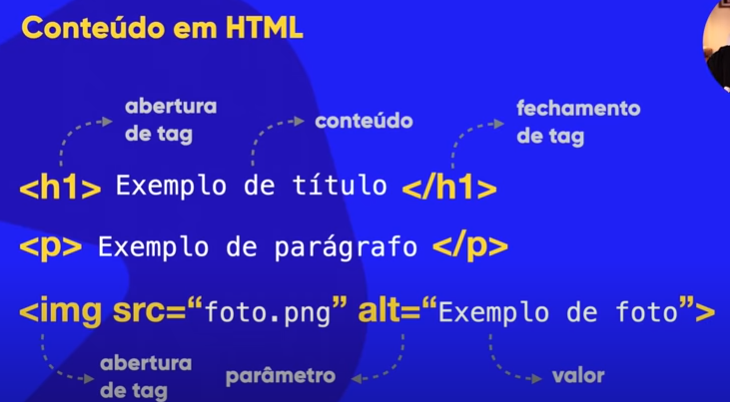 Conteúdo em HTML
abertura
de tag
conteúdo
fechamento
de tag
<h1> Exemplo de título </h1>
<p> Exemplo de parágrafo </p>
<img src=“foto.png” alt=“Exemplo de foto”>
abertura
de tag
parâmetro
valor